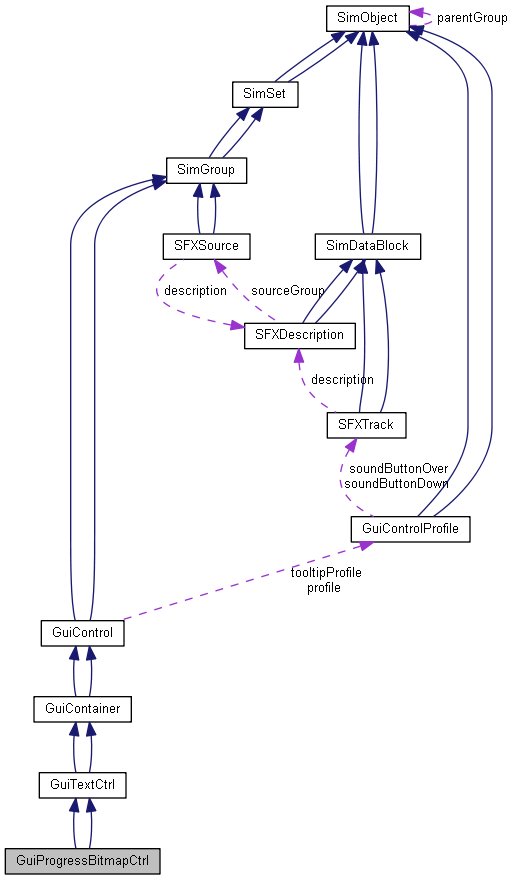 SimObject
parentGroup
SimSet
SimGroup
SFXSource
SimDataBlock
description
sourceGroup
SFXDescription
description
SFXTrack
soundButtonOver
soundButtonDown
GuiControlProfile
tooltipProfile
profile
GuiControl
GuiContainer
GuiTextCtrl
GuiProgressBitmapCtrl